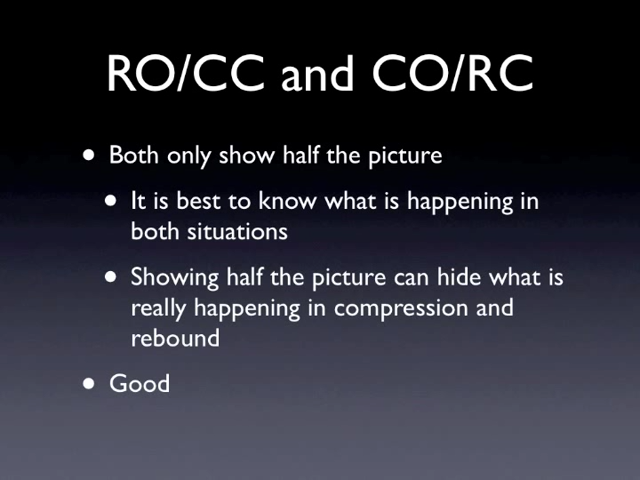 RO/CC and CO/RC
• Both only show half the picture
• It is best to know what is happening in
both situations
• Showing half the picture can hide what is
really happening in compression and
rebound
• Good